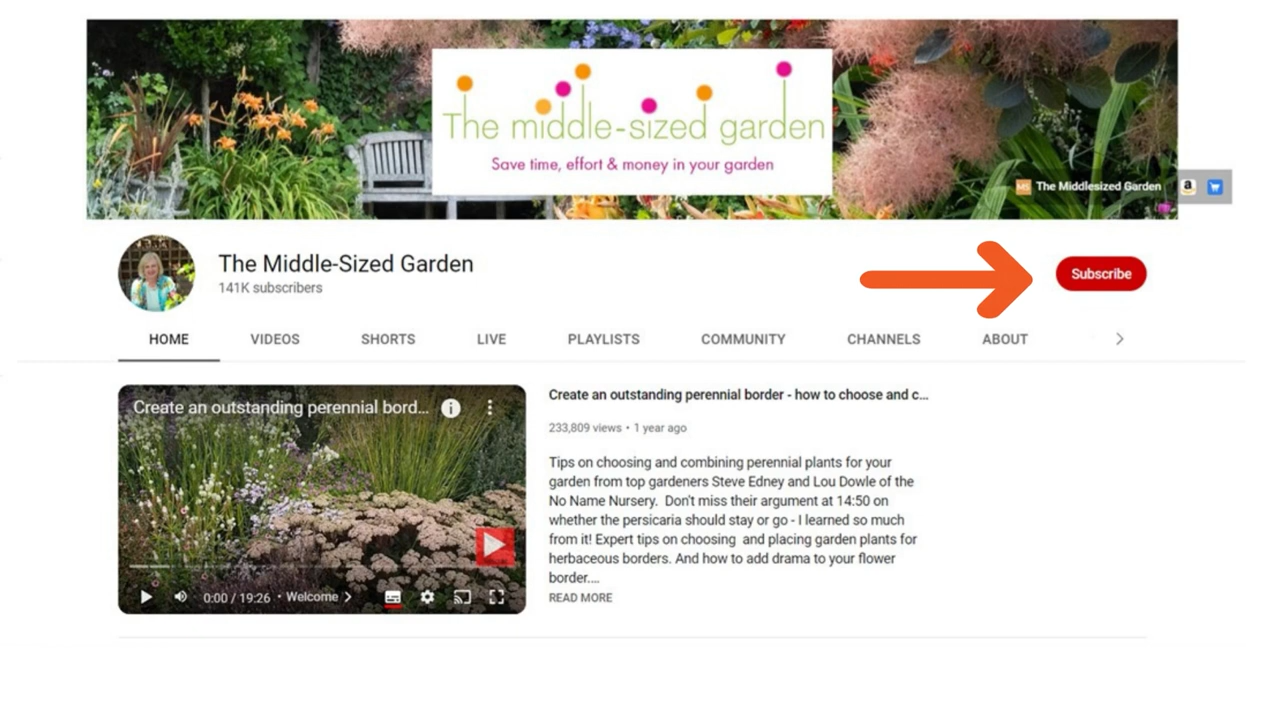 The middle-sized garden
Save time, effort & money in your garden
MS The Middlesized Garden
The Middle-Sized Garden
141K subscribers
Subscribe
HOME VIDEOS SHORTS LIVE PLAYLISTS COMMUNITY CHANNELS ABOUT
Create an outstanding perennial bord...
0:00 / 19:26 • Welcome
Create an outstanding perennial border - how to choose and c...
233,809 views • 1 year ago
Tips on choosing and combining perennial plants for your
garden from top gardeners Steve Edney and Lou Dowle of the
No Name Nursery.  Don't miss their argument at 14:50 on
whether the persicaria should stay or go - I learned so much
from it! Expert tips on choosing  and placing garden plants for
herbaceous borders. And how to add drama to your flower
border....
READ MORE